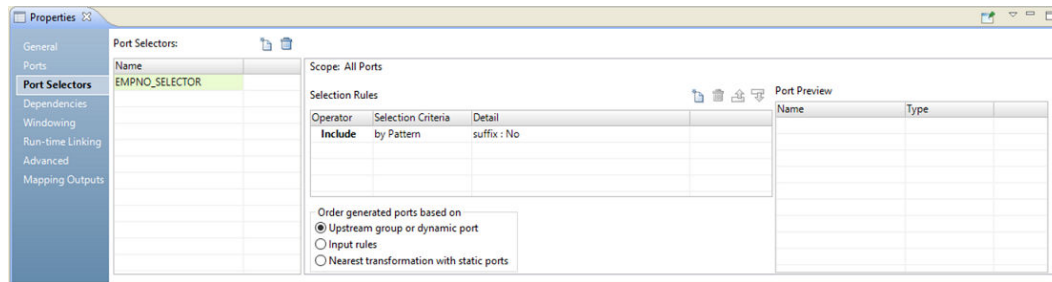 Properties
General
Ports
Port Selectors
Dependencies
Windowing
Run-time Linking
Advanced
Mapping Outputs
Port Selectors:
Name
EMPNO_SELECTOR
Scope: All Ports
Selection Rules
Operator Selection Criteria Detail
Include by Pattern suffix : No
Order generated ports based on
Upstream group or dynamic port
Input rules
Nearest transformation with static ports
Port Preview
Name Type